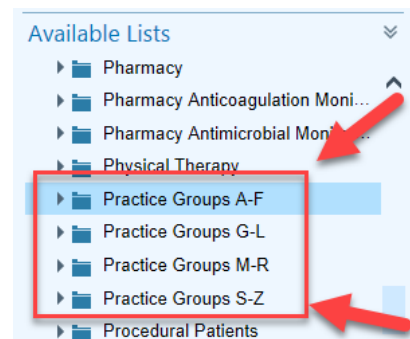 Available Lists
Pharmacy
Pharmacy Anticoagulation Moni...
Pharmacy Antimicrobial Moni...
Physical Therapy
Practice Groups A-F
Practice Groups G-L
Practice Groups M-R
Practice Groups S-Z
Procedural Patients